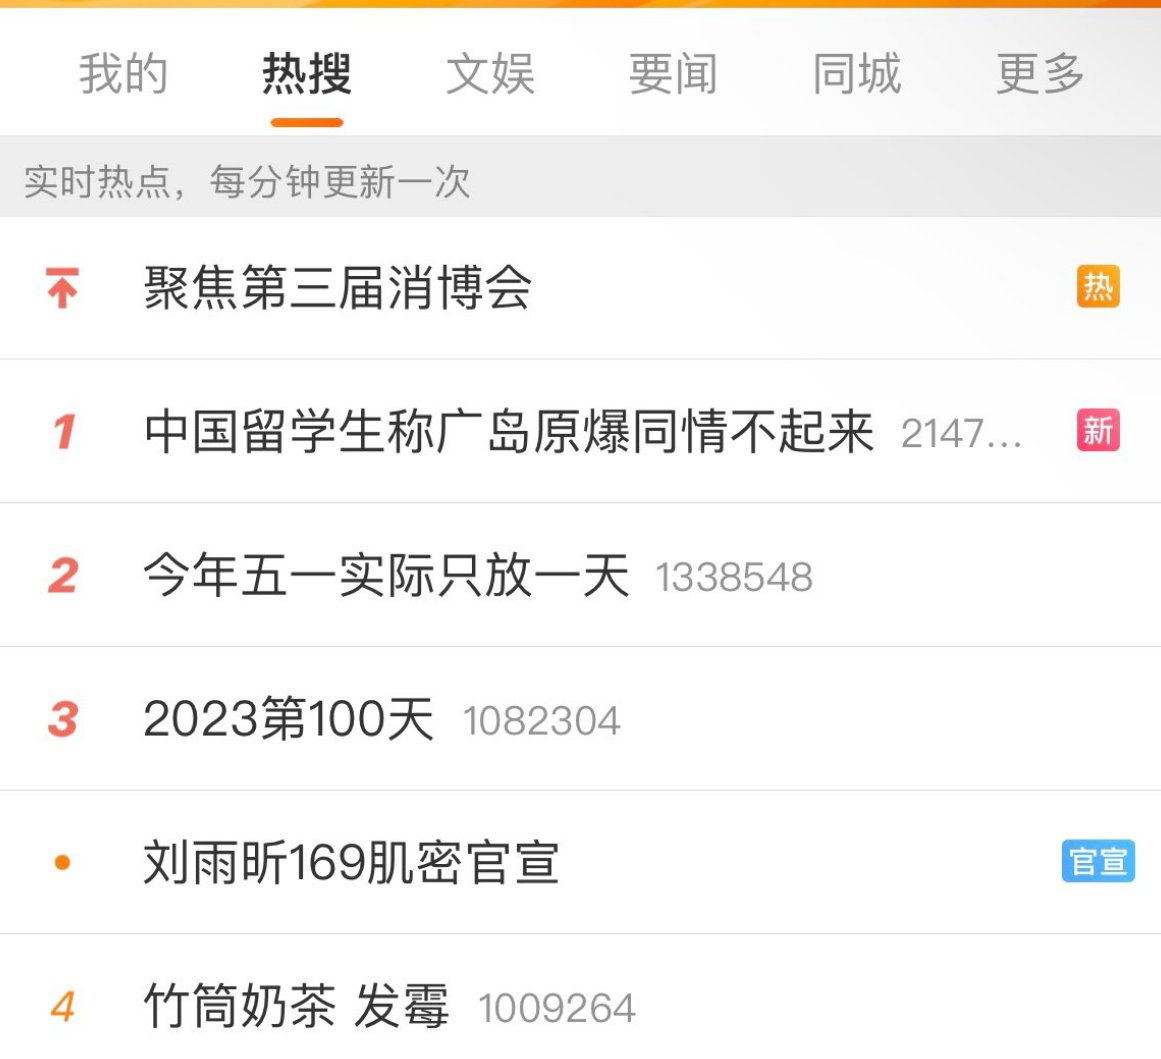 我的 热搜 文娱 要闻 同城 更多
实时热点，每分钟更新一次
聚焦第三届消博会 热
1 中国留学生称广岛原爆同情不起来 2147... 新
2 今年五一实际只放一天 1338548
3 2023第100天 1082304
刘雨昕169肌密官宣 官宣
4 竹筒奶茶 发霉 1009264